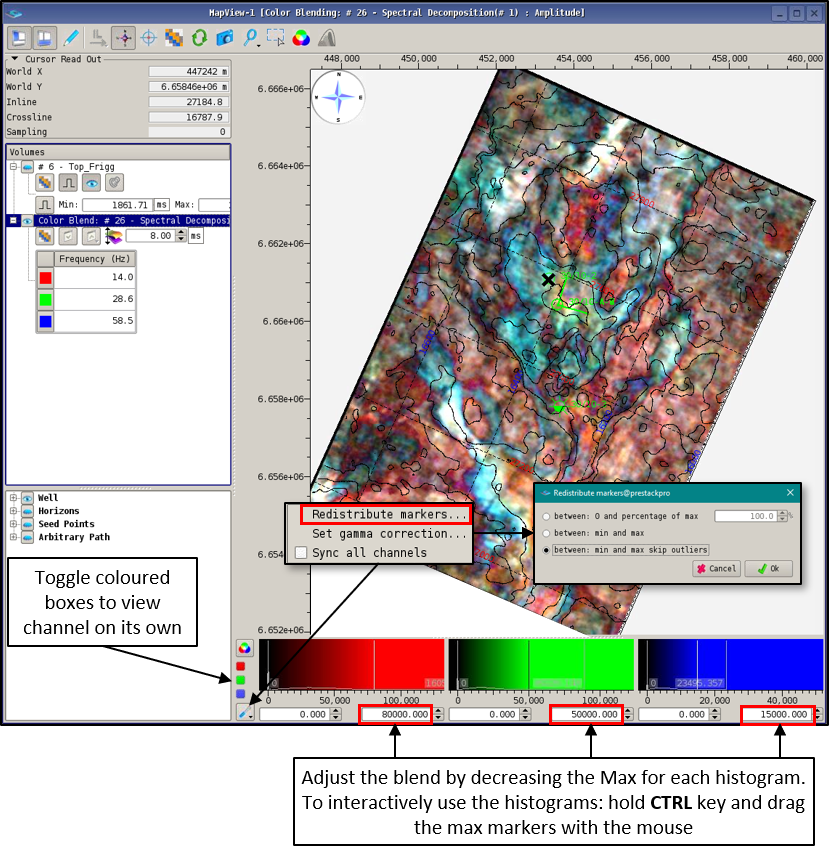 MapView-1 [Color Blending: # 26 - Spectral Decomposition(# 1) : Amplitude]
Cursor Read Out
World X 447242 m
World Y 6.65846e+06 m
Inline 27184.8
Crossline 16787.9
Sampling 0
Volumes
# 6 - Top_Frigg
Min: 1861.71 ms Max:
Color Blend: # 26 - Spectral Decomposi
8.00 ms
Frequency (Hz)
14.0
28.6
58.5
Well
Horizons
Seed Points
Arbitrary Path
448,000 450,000 452,000 454,000 456,000 458,000 460,000
6.666e+06
6.664e+06
6.662e+06
6.66e+06
6.658e+06
6.656e+06
6.654
6.652e+06
N
W E
S
Redistribute markers...
Set gamma correction...
Sync all channels
Redistribute markers@prestackpro
between: 0 and percentage of max 100.0 %
between: min and max
between: min and max skip outliers
Cancel Ok
Toggle coloured
boxes to view
channel on its own
0 0 0 23495.357
0 50,000 100,000 0 50,000 100,000 0 20,000 40,000
0.000 80000.000 0.000 50000.000 0.000 15000.000
Adjust the blend by decreasing the Max for each histogram.
To interactively use the histograms: hold CTRL key and drag
the max markers with the mouse